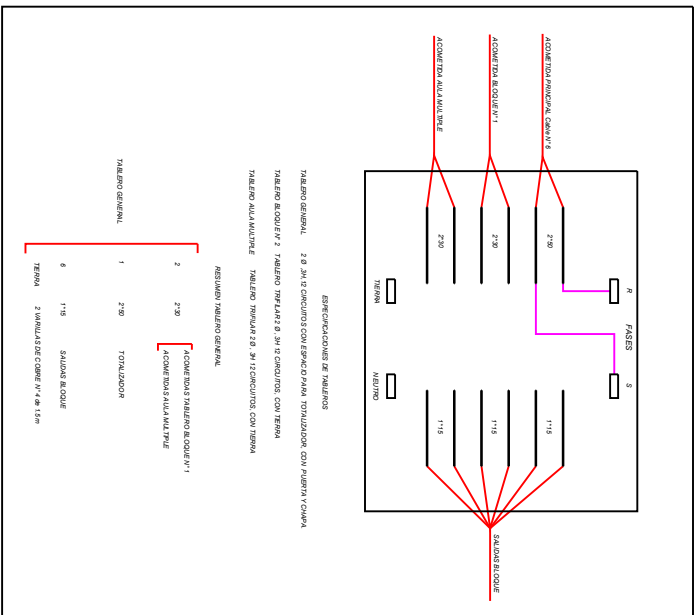 ACOMETIDA PRINCIPAL Cable N° 6
ACOMETIDA BLOQUE N° 1
ACOMETIDA AULA MULTIPLE
R
FASES
S
2*50
2*30
2*30
TIERRA
NEUTRO
1*15
1*15
1*15
SALIDAS BLOQUE
ESPECIFICACIONES DE TABLEROS
TABLERO GENERAL 2 Ø ,3H,12 CIRCUITOS CON ESPACIO PARA TOTALIZADOR, CON PUERTA Y CHAPA
TABLERO BLOQUE N° 2 TABLERO TRIFILAR 2 Ø , 3H 12 CIRCUITOS, CON TIERRA
TABLERO AULA MULTIPLE TABLERO TRIFILAR 2 Ø , 3H 12 CIRCUITOS, CON TIERRA
RESUMEN TABLERO GENERAL
TABLERO GENERAL
2 2*30 ACOMETIDAS TABLERO BLOQUE N° 1
ACOMETIDAS AULA MULTIPLE
1 2*50 TOTALIZADOR
6 1*15 SALIDAS BLOQUE
TIERRA 2 VARILLAS DE COBRE N° 4 de 1.5 m